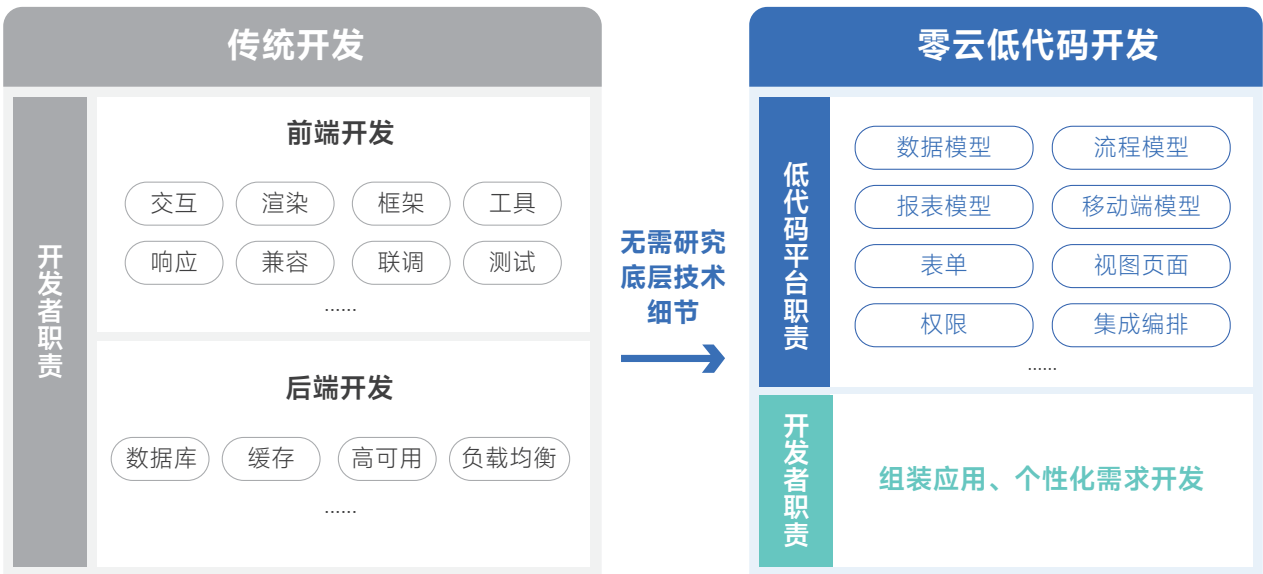 传统开发
开发者职责
前端开发
交互
渲染
框架
工具
响应
兼容
联调
测试
......
后端开发
数据库
缓存
高可用
负载均衡
......
无需研究
底层技术
细节
零云低代码开发
低代码平台职责
数据模型
流程模型
报表模型
移动端模型
表单
视图页面
权限
集成编排
......
开发者职责
组装应用、个性化需求开发